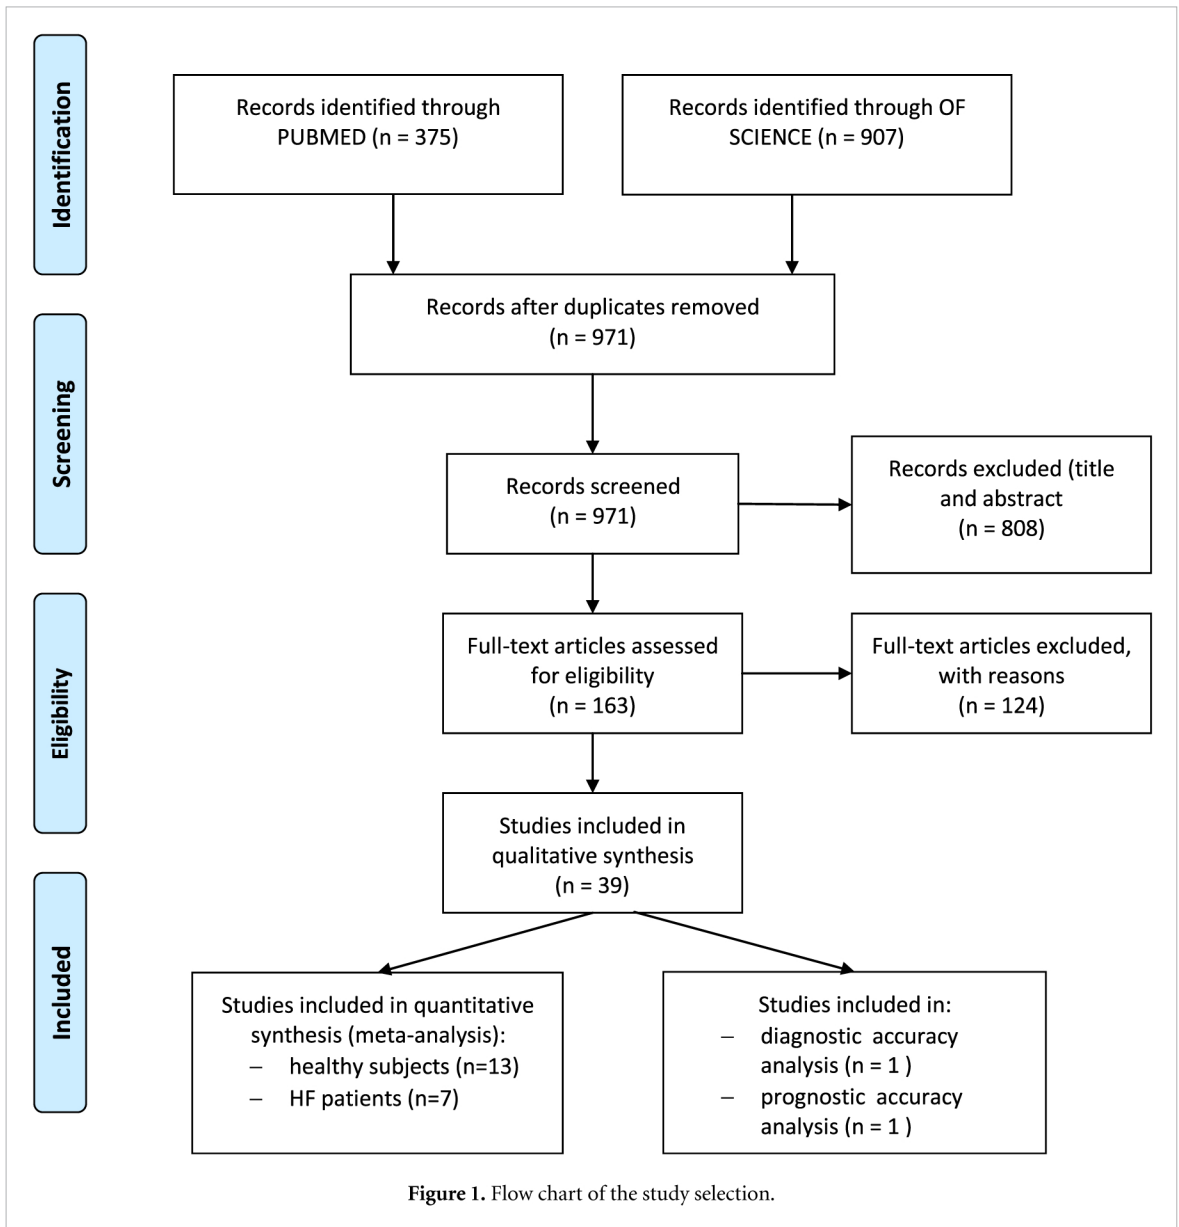 Identification
Records identified through
PUBMED (n = 375)
Records identified through OF
SCIENCE (n = 907)
Records after duplicates removed
(n = 971)
Screening
Records screened
(n = 971)
Records excluded (title
and abstract
(n = 808)
Eligibility
Full-text articles assessed
for eligibility
(n = 163)
Full-text articles excluded,
with reasons
(n = 124)
Studies included in
qualitative synthesis
(n = 39)
Included
Studies included in quantitative
synthesis (meta-analysis):
– healthy subjects (n=13)
– HF patients (n=7)
Studies included in:
– diagnostic accuracy
analysis (n = 1 )
– prognostic accuracy
analysis (n = 1 )
Figure 1. Flow chart of the study selection.